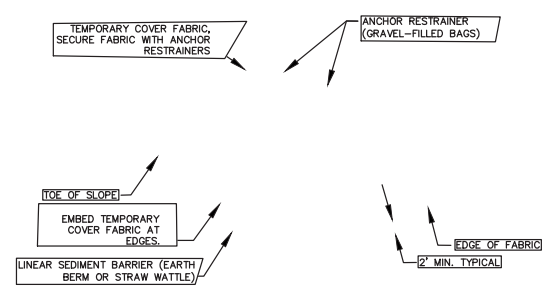 TEMPORARY COVER FABRIC,
SECURE FABRIC WITH ANCHOR
RESTRAINERS
ANCHOR RESTRAINER
(GRAVEL-FILLED BAGS)
TOE OF SLOPE
EMBED TEMPORARY
COVER FABRIC AT
EDGES.
LINEAR SEDIMENT BARRIER (EARTH
BERM OR STRAW WATTLE)
EDGE OF FABRIC
2' MIN. TYPICAL